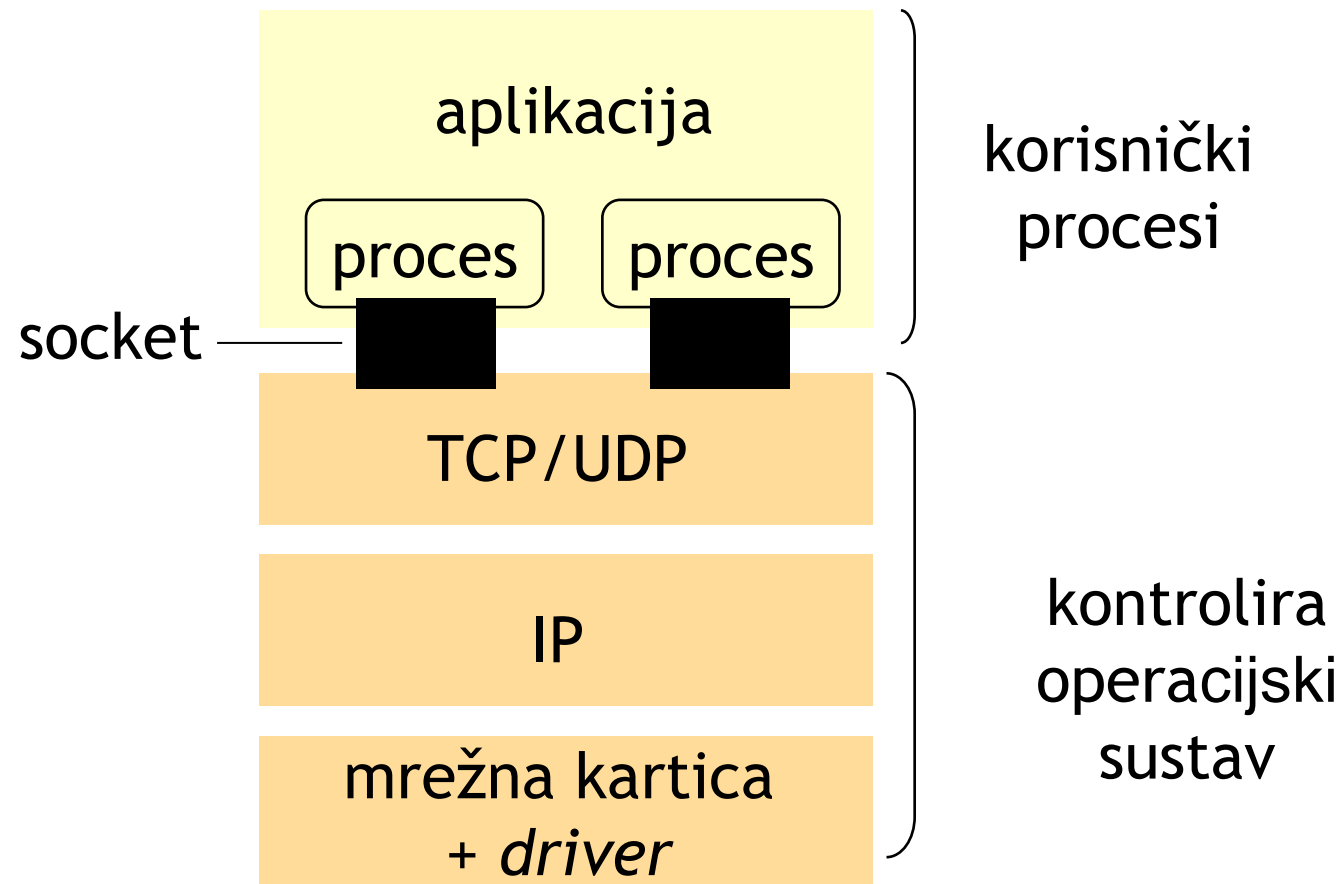 aplikacija
korisnički
procesi
proces
proces
socket
TCP/UDP
IP
kontrolira
operacijski
sustav
mrežna kartica
+ driver